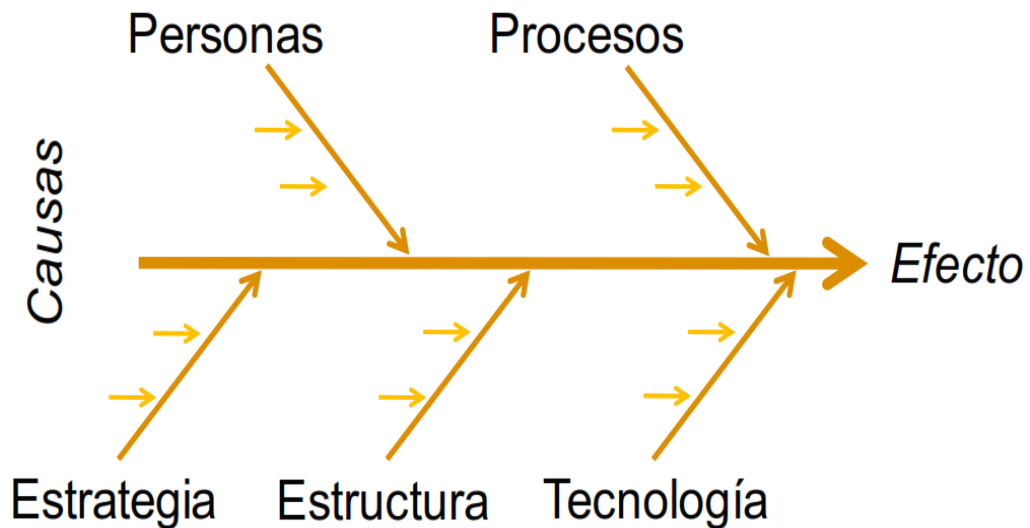 Personas
Procesos
Causas
Efecto
Estrategia
Estructura
Tecnología